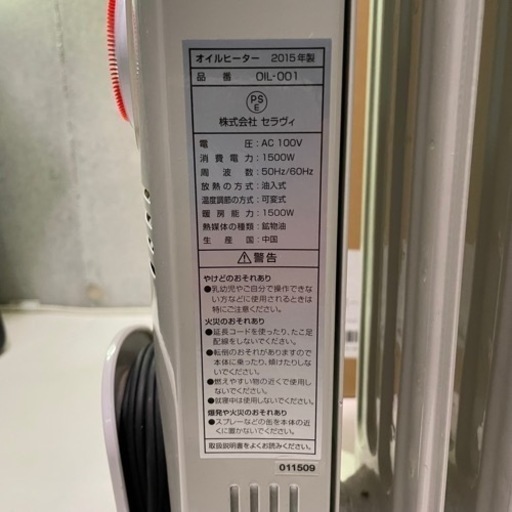 オイルヒーター 2015年製
品番 OIL-001
PS
E
株式会社 セラヴィ
電圧：AC 100V
消費電力：1500W
周波数：50Hz/60Hz
放熱の方式：油入式
温度調節の方式：可変式
暖房能力：1500W
熱媒体の種類：鉱物油
生産国：中国
⚠警告
やけどのおそれあり
●乳幼児やご自分で操作できな
い方などに使用されるときは
特にご注意ください。
火災のおそれあり
●延長コードを使ったり、たこ足
配線をしないでください。
●転倒のおそれがありますので
本体に乗ったり、傾けたりしな
いでください。
●燃えやすい物の近くで使用し
ないでください。
●就寝中は使用しないでください。
爆発や火災のおそれあり
●スプレーなどの缶を本体の近
くに置かないでください。
取扱説明書をよくお読みください。
011509